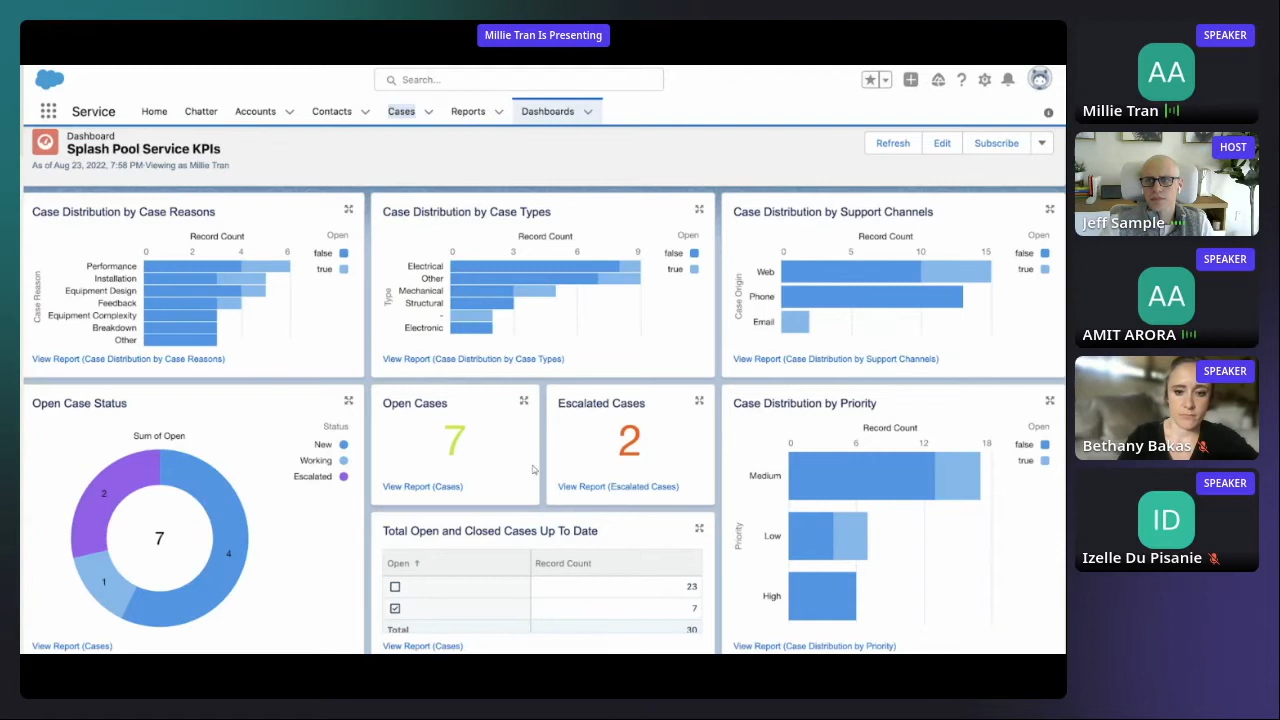 Millie Tran Is Presenting
Search...
Service Home Chatter Accounts Contacts Cases Reports Dashboards
Dashboard
Splash Pool Service KPIs
As of Aug 23, 2022, 7:58 PM·Viewing as Millie Tran
Refresh Edit Subscribe
Case Distribution by Case Reasons
Record Count
Open
0 2 4 6
false
true
Case Reason
Performance
Installation
Equipment Design
Feedback
Equipment Complexity
Breakdown
Other
View Report (Case Distribution by Case Reasons)
Case Distribution by Case Types
Record Count
Open
0 3 6 9
false
true
Type
Electrical
Other
Mechanical
Structural
-
Electronic
View Report (Case Distribution by Case Types)
Case Distribution by Support Channels
Record Count
Open
0 5 10 15
false
true
Case Origin
Web
Phone
Email
View Report (Case Distribution by Support Channels)
Open Case Status
Sum of Open
Status
New
Working
Escalated
2
7
4
1
View Report (Cases)
Open Cases
7
View Report (Cases)
Escalated Cases
2
View Report (Escalated Cases)
Total Open and Closed Cases Up To Date
Open ↑ Record Count
23
7
Total 30
View Report (Cases)
Case Distribution by Priority
Record Count
Open
0 6 12 18
false
true
Priority
Medium
Low
High
View Report (Case Distribution by Priority)
SPEAKER
AA
Millie Tran
HOST
Jeff Sample
SPEAKER
AA
AMIT ARORA
SPEAKER
Bethany Bakas
SPEAKER
ID
Izelle Du Pisanie